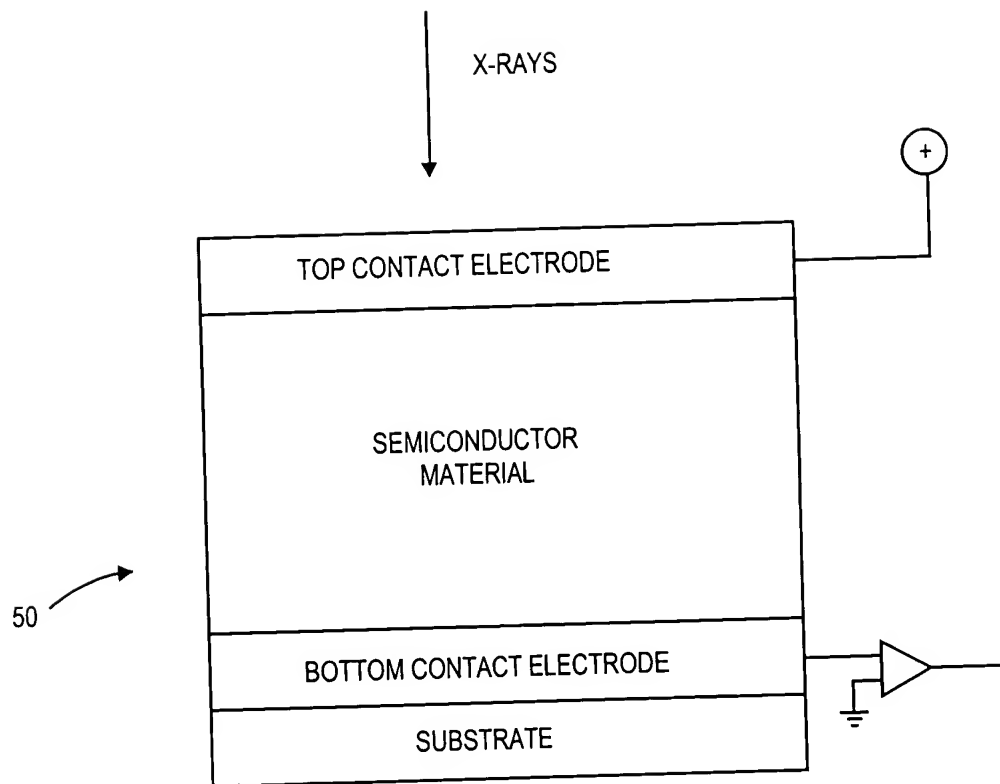 X-RAYS
+
TOP CONTACT ELECTRODE
SEMICONDUCTOR
MATERIAL
50
BOTTOM CONTACT ELECTRODE
SUBSTRATE